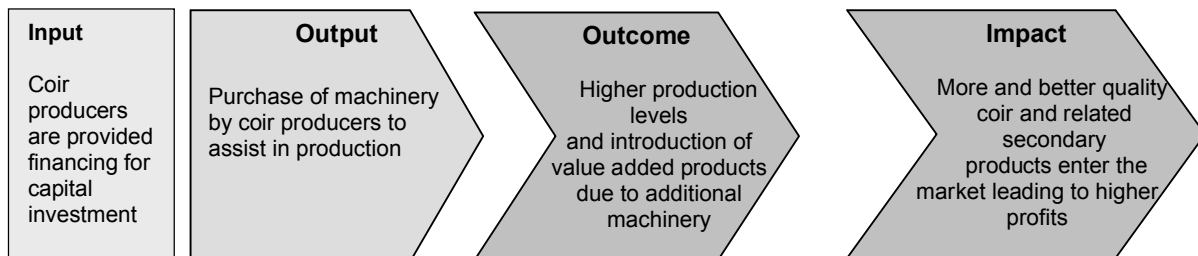 Input
Coir
producers
are provided
financing for
capital
investment
Output
Purchase of machinery
by coir producers to
assist in production
Outcome
Higher production
levels
and introduction of
value added products
due to additional
machinery
Impact
More and better quality
coir and related
secondary
products enter the
market leading to higher
profits